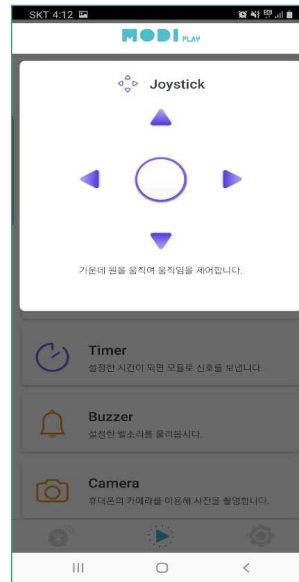 SKT 4:12
MODI PLAY
Joystick
가운데 원을 움직여 움직임을 제어합니다.
Timer
설정한 시간이 되면 모듈로 신호를 보냅니다.
Buzzer
설정한 벨소리를 울려봅시다.
Camera
휴대폰의 카메라를 이용해 사진을 촬영합니다.